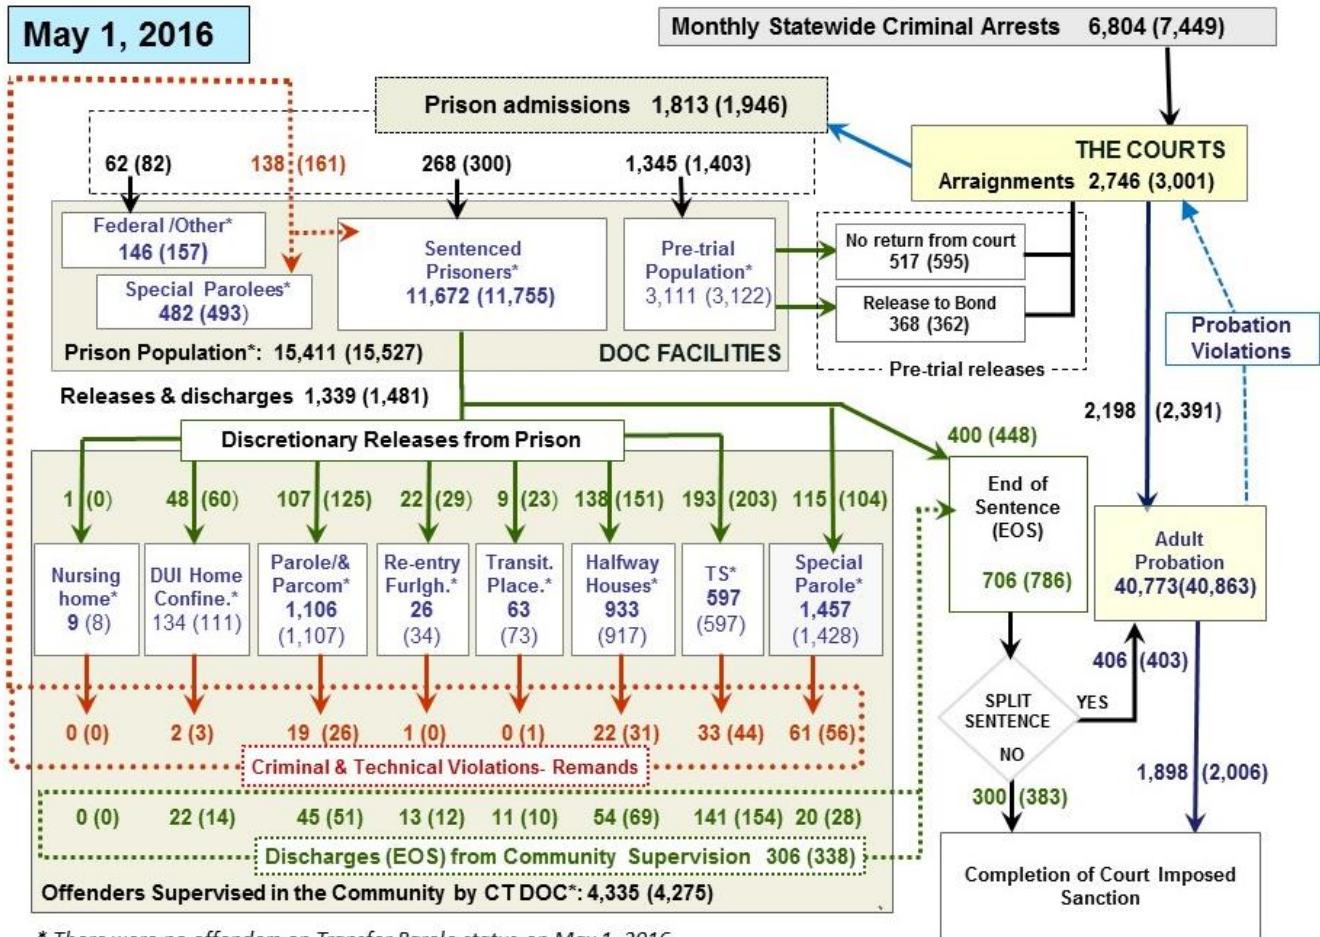 May 1, 2016
Monthly Statewide Criminal Arrests 6,804 (7,449)
Prison admissions 1,813 (1,946)
THE COURTS
Arraignments 2,746 (3,001)
62 (82)
138 (161)
268 (300)
1,345 (1,403)
Federal /Other*
146 (157)
Special Parolees*
482 (493)
Sentenced
Prisoners*
11,672 (11,755)
Pre-trial
Population*
3,111 (3,122)
No return from court
517 (595)
Release to Bond
368 (362)
Pre-trial releases
Probation
Violations
Prison Population*: 15,411 (15,527)
DOC FACILITIES
Releases & discharges 1,339 (1,481)
2,198 (2,391)
Discretionary Releases from Prison
400 (448)
1 (0)
48 (60)
107 (125)
22 (29)
9 (23)
138 (151)
193 (203)
115 (104)
Nursing
home*
9 (8)
DUI Home
Confine.*
134 (111)
Parole/&
Parcom*
1,106
(1,107)
Re-entry
Furlgh.*
26
(34)
Transit.
Place.*
63
(73)
Halfway
Houses*
933
(917)
TS*
597
(597)
Special
Parole*
1,457
(1,428)
End of
Sentence
(EOS)
706 (786)
Adult
Probation
40,773(40,863)
406 (403)
SPLIT
SENTENCE
YES
NO
0 (0)
2 (3)
19 (26)
1 (0)
0 (1)
22 (31)
33 (44)
61 (56)
Criminal & Technical Violations- Remands
1,898 (2,006)
300 (383)
0 (0)
22 (14)
45 (51)
13 (12)
11 (10)
54 (69)
141 (154)
20 (28)
Discharges (EOS) from Community Supervision 306 (338)
Offenders Supervised in the Community by CT DOC*: 4,335 (4,275)
Completion of Court Imposed
Sanction
* There were no offenders on Transfer Parole status on May 1, 2016